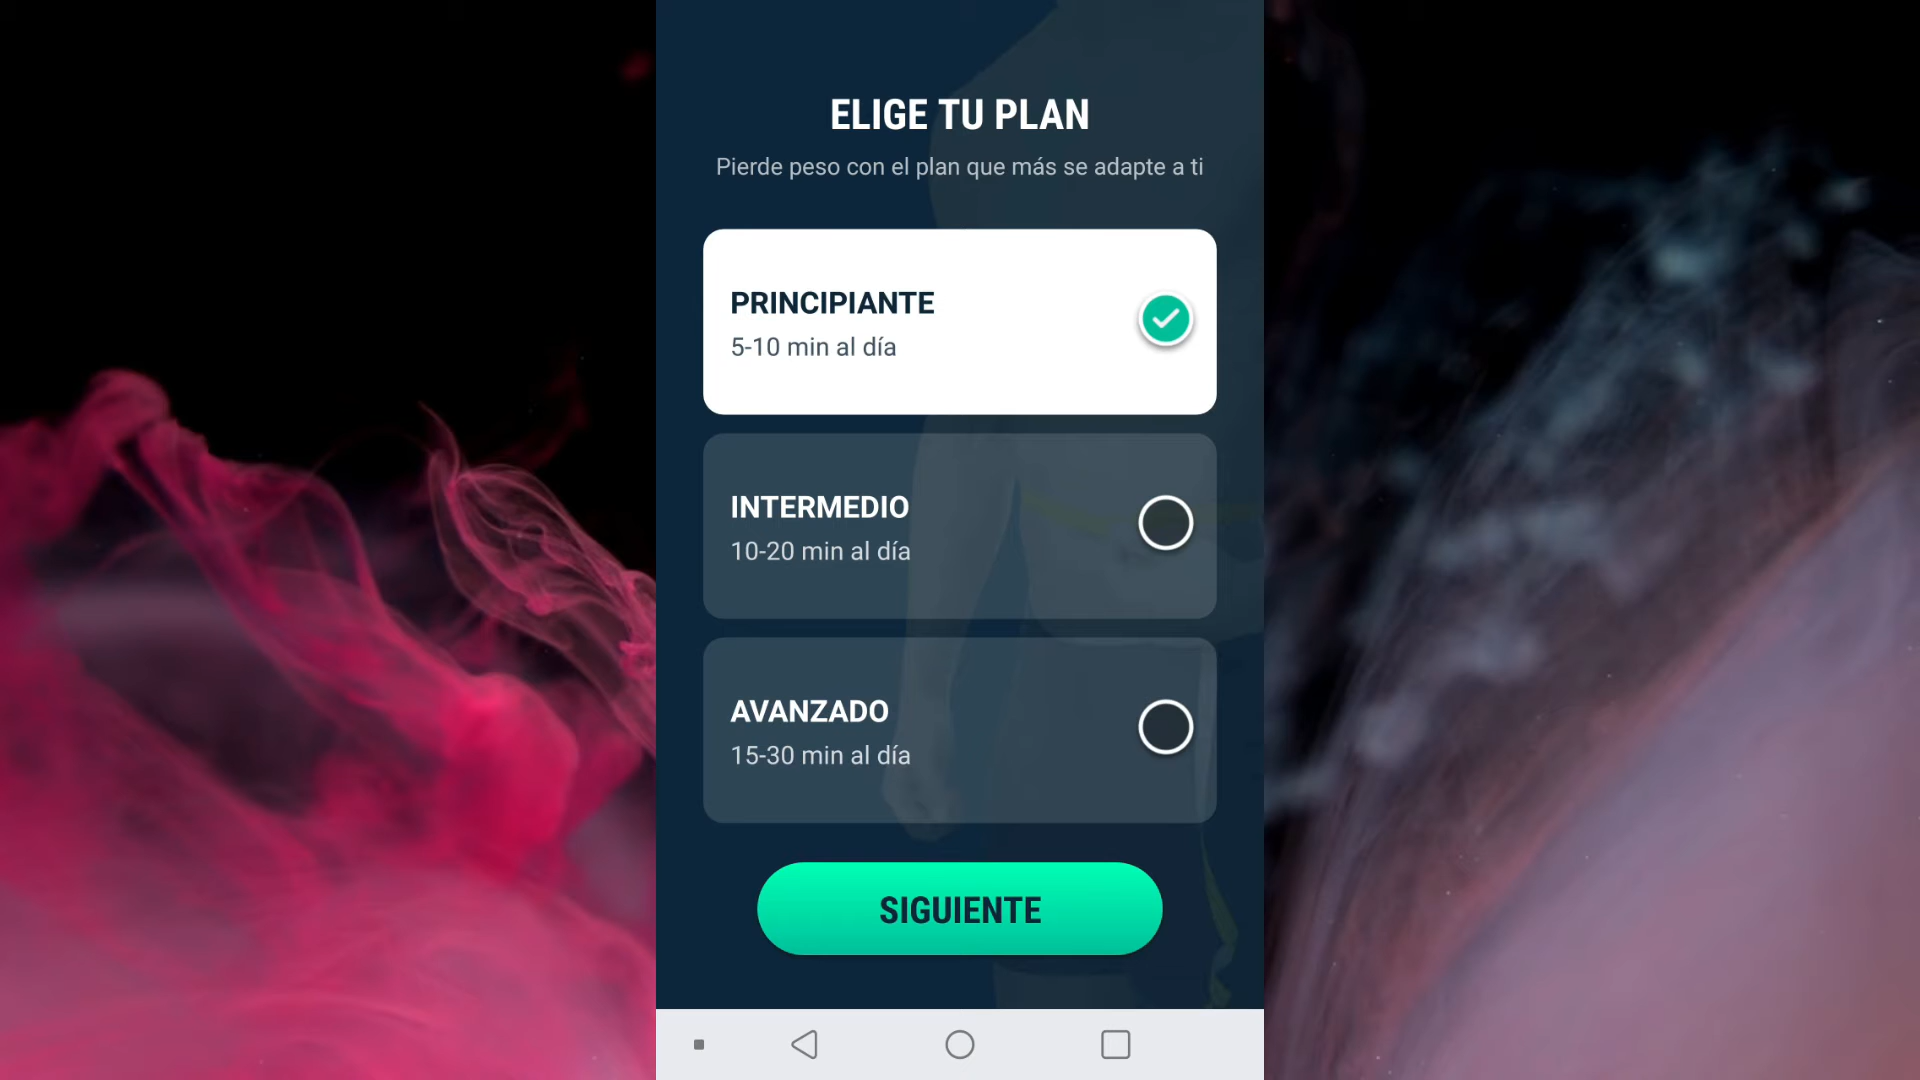 ELIGE TU PLAN
Pierde peso con el plan que más se adapte a ti
PRINCIPIANTE
5-10 min al día
INTERMEDIO
10-20 min al día
AVANZADO
15-30 min al día
SIGUIENTE